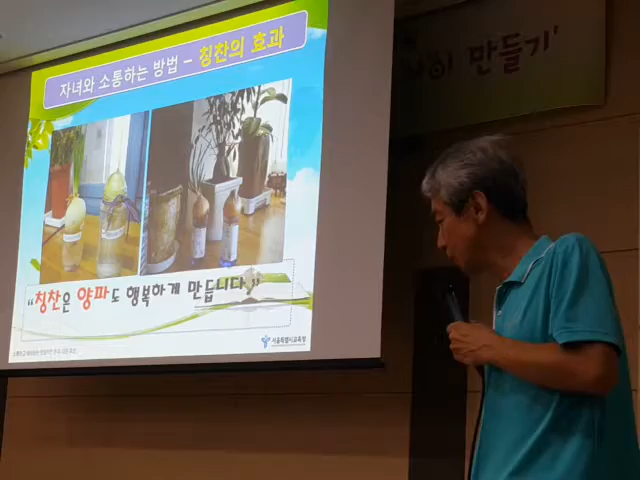 자녀와 소통하는 방법 - 칭찬의 효과
만들기'
"칭찬은 양파도 행복하게 만듭니다."
서울특별시교육청